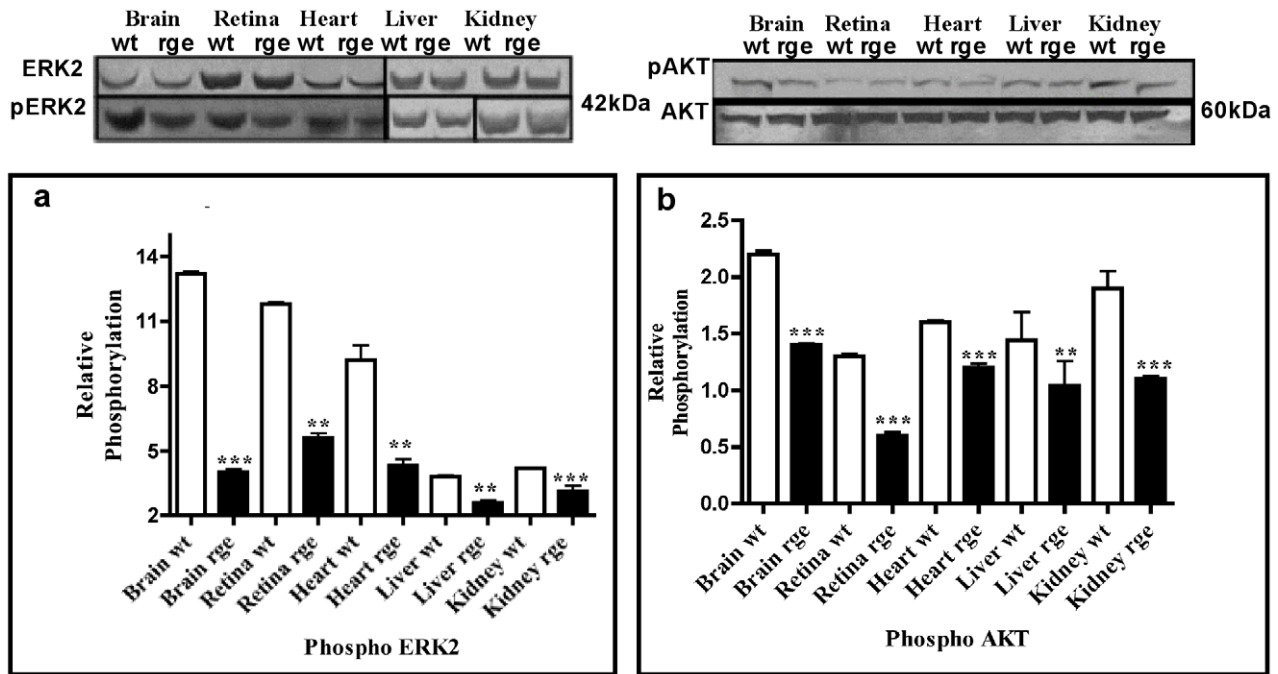 Brain Retina Heart Liver Kidney
wt rge wt rge wt rge wt rge wt rge
ERK2
pERK2
42kDa
Brain Retina Heart Liver Kidney
wt rge wt rge wt rge wt rge wt rge
pAKT
AKT
60kDa
a
Relative
Phosphorylation
14
11
8
5
2
***
**
**
**
***
Brain wt
Brain rge
Retina wt
Retina rge
Heart wt
Heart rge
Liver wt
Liver rge
Kidney wt
Kidney rge
Phospho ERK2
b
Relative
Phosphorylation
2.5
2.0
1.5
1.0
0.5
0.0
***
***
***
**
***
Brain wt
Brain rge
Retina wt
Retina rge
Heart wt
Heart rge
Liver wt
Liver rge
Kidney wt
Kidney rge
Phospho AKT